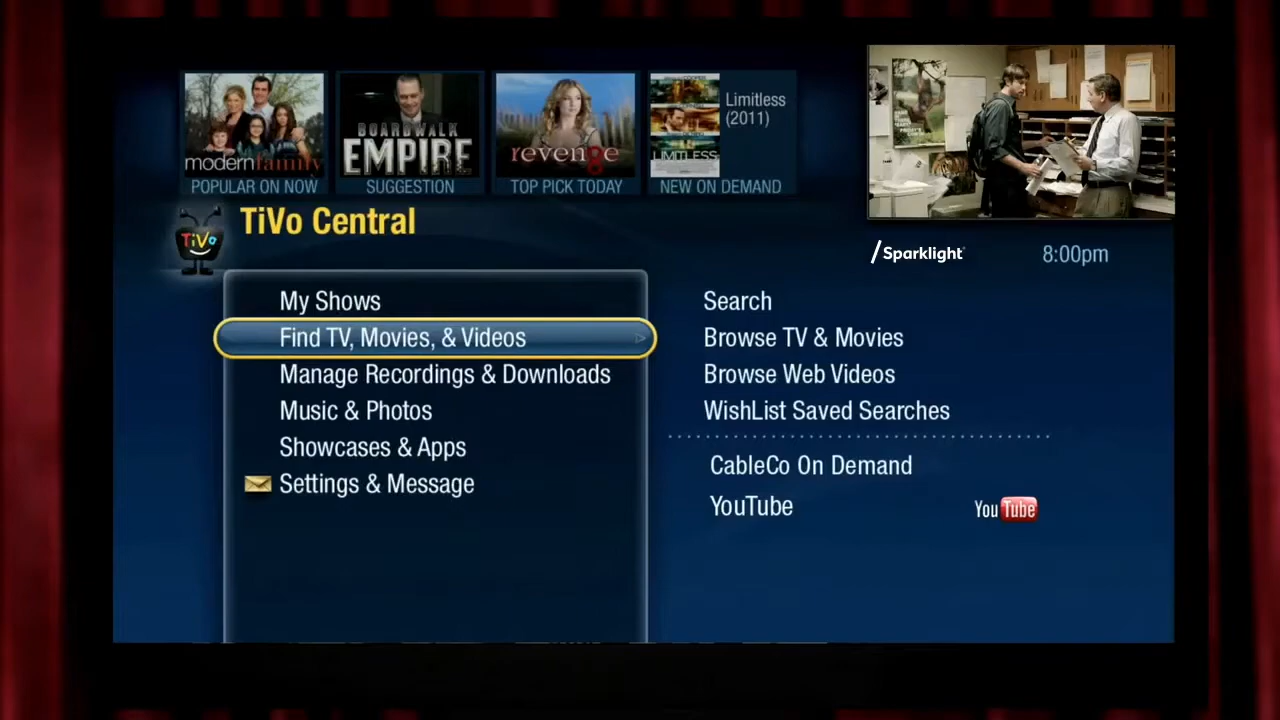 modern family
POPULAR ON NOW
BOARDWALK
EMPIRE
SUGGESTION
revenge
TOP PICK TODAY
LIMITLESS
Limitless
(2011)
NEW ON DEMAND
TiVo
TiVo Central
Sparklight
8:00pm
My Shows
Find TV, Movies, & Videos
Manage Recordings & Downloads
Music & Photos
Showcases & Apps
Settings & Message
Search
Browse TV & Movies
Browse Web Videos
WishList Saved Searches
CableCo On Demand
YouTube
YouTube